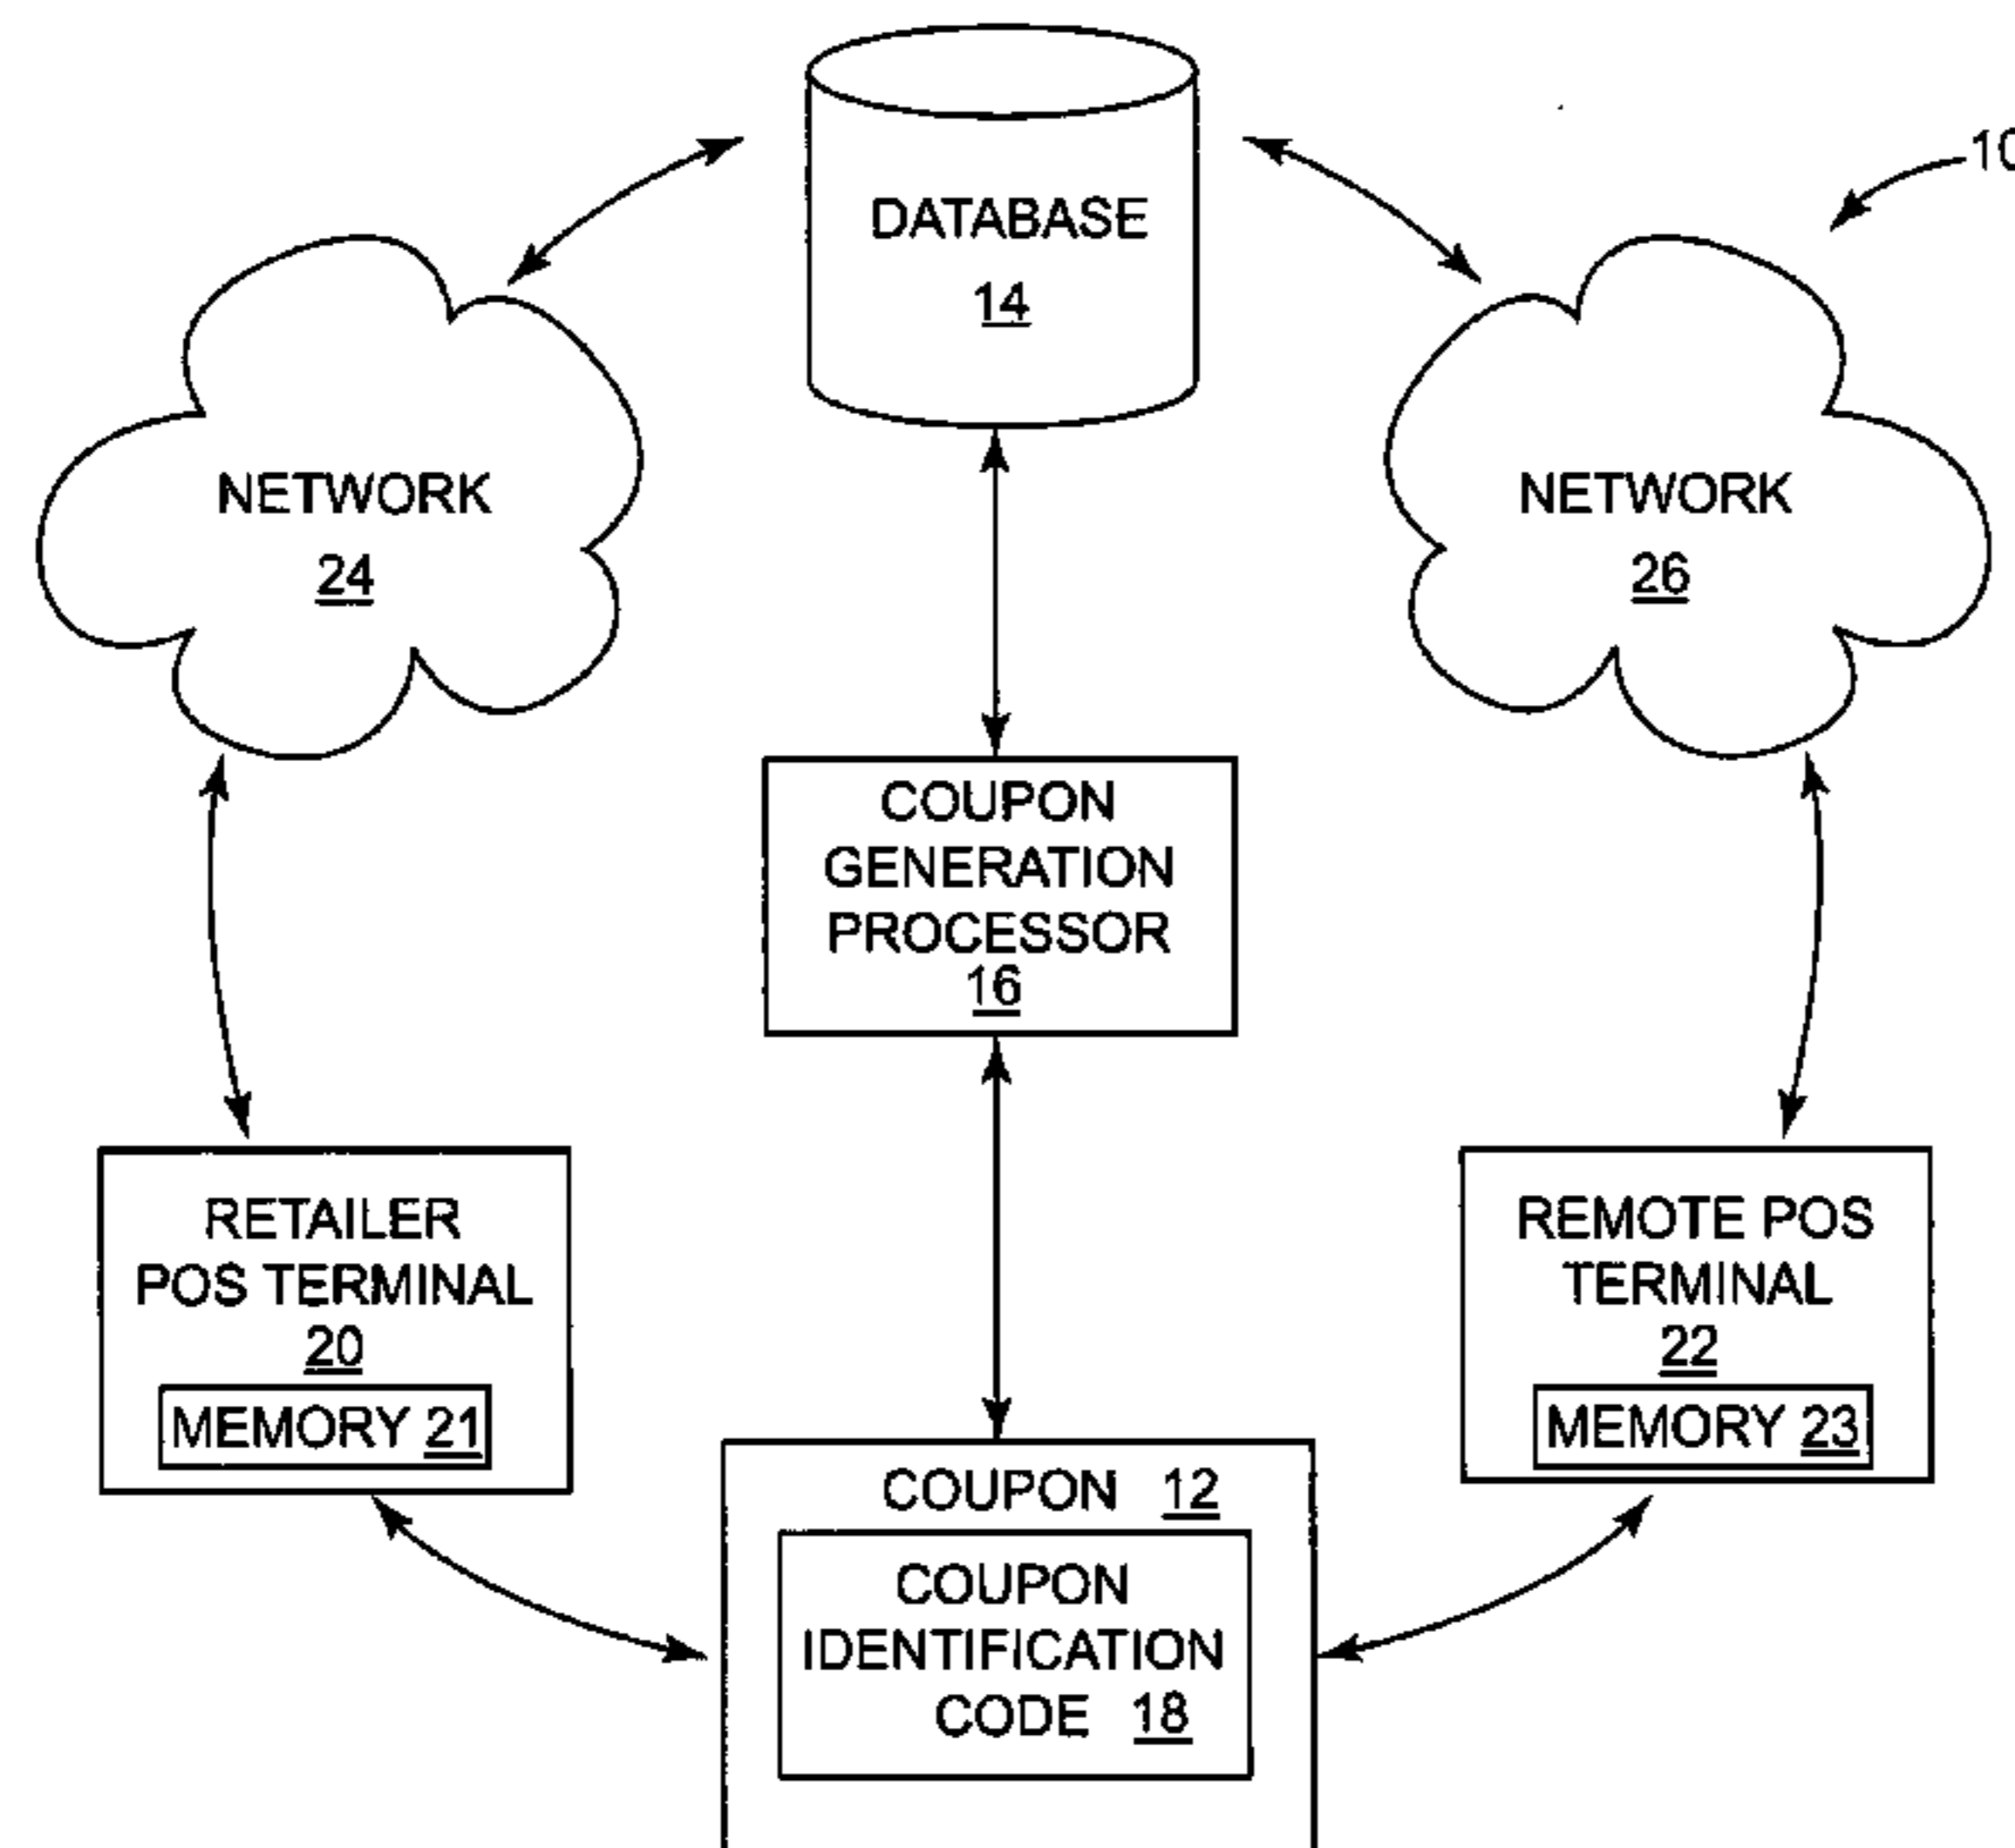 DATABASE
14
10
NETWORK
24
NETWORK
26
COUPON
GENERATION
PROCESSOR
16
RETAILER
POS TERMINAL
20
MEMORY 21
REMOTE POS
TERMINAL
22
MEMORY 23
COUPON 12
COUPON
IDENTIFICATION
CODE 18